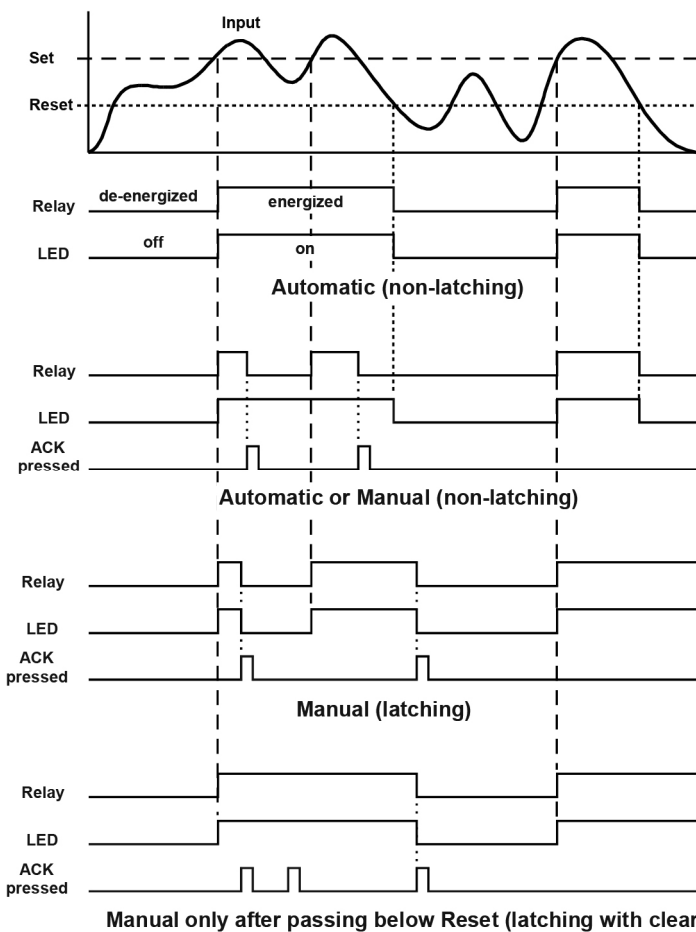 Input
Set
Reset
Relay
de-energized
energized
LED
off
on
Automatic (non-latching)
Relay
LED
ACK
pressed
Automatic or Manual (non-latching)
Relay
LED
ACK
pressed
Manual (latching)
Relay
LED
ACK
pressed
Manual only after passing below Reset (latching with clear